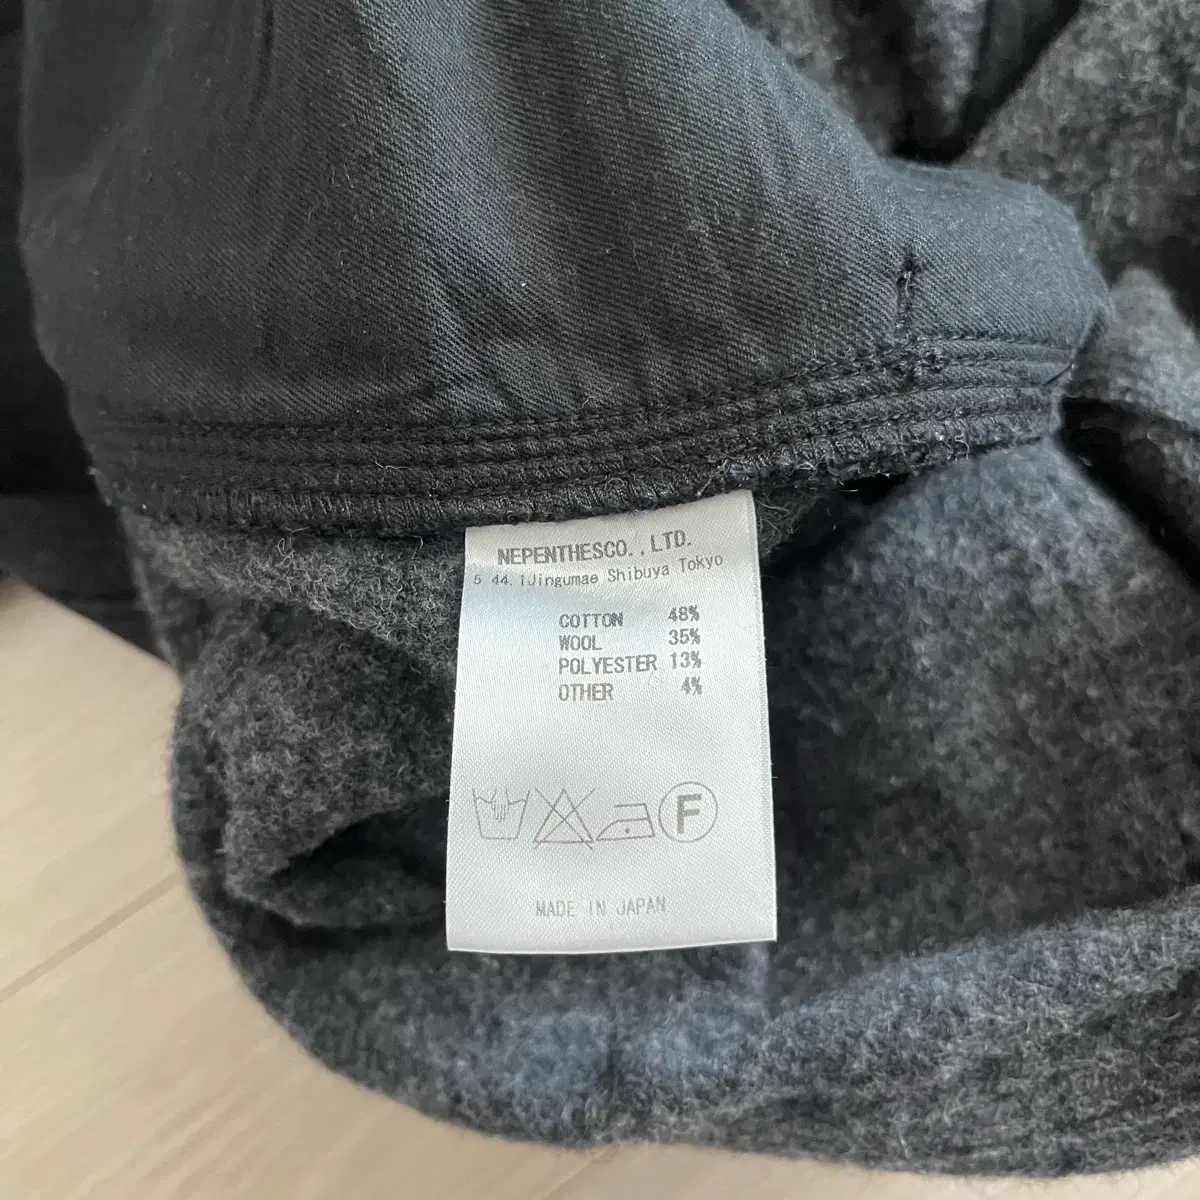 NEPENTHESCO.,LTD.
5 44.1Jingumae Shibuya Tokyo
COTTON 48%
WOOL 35%
POLYESTER 13%
OTHER 4%
F
MADE IN JAPAN